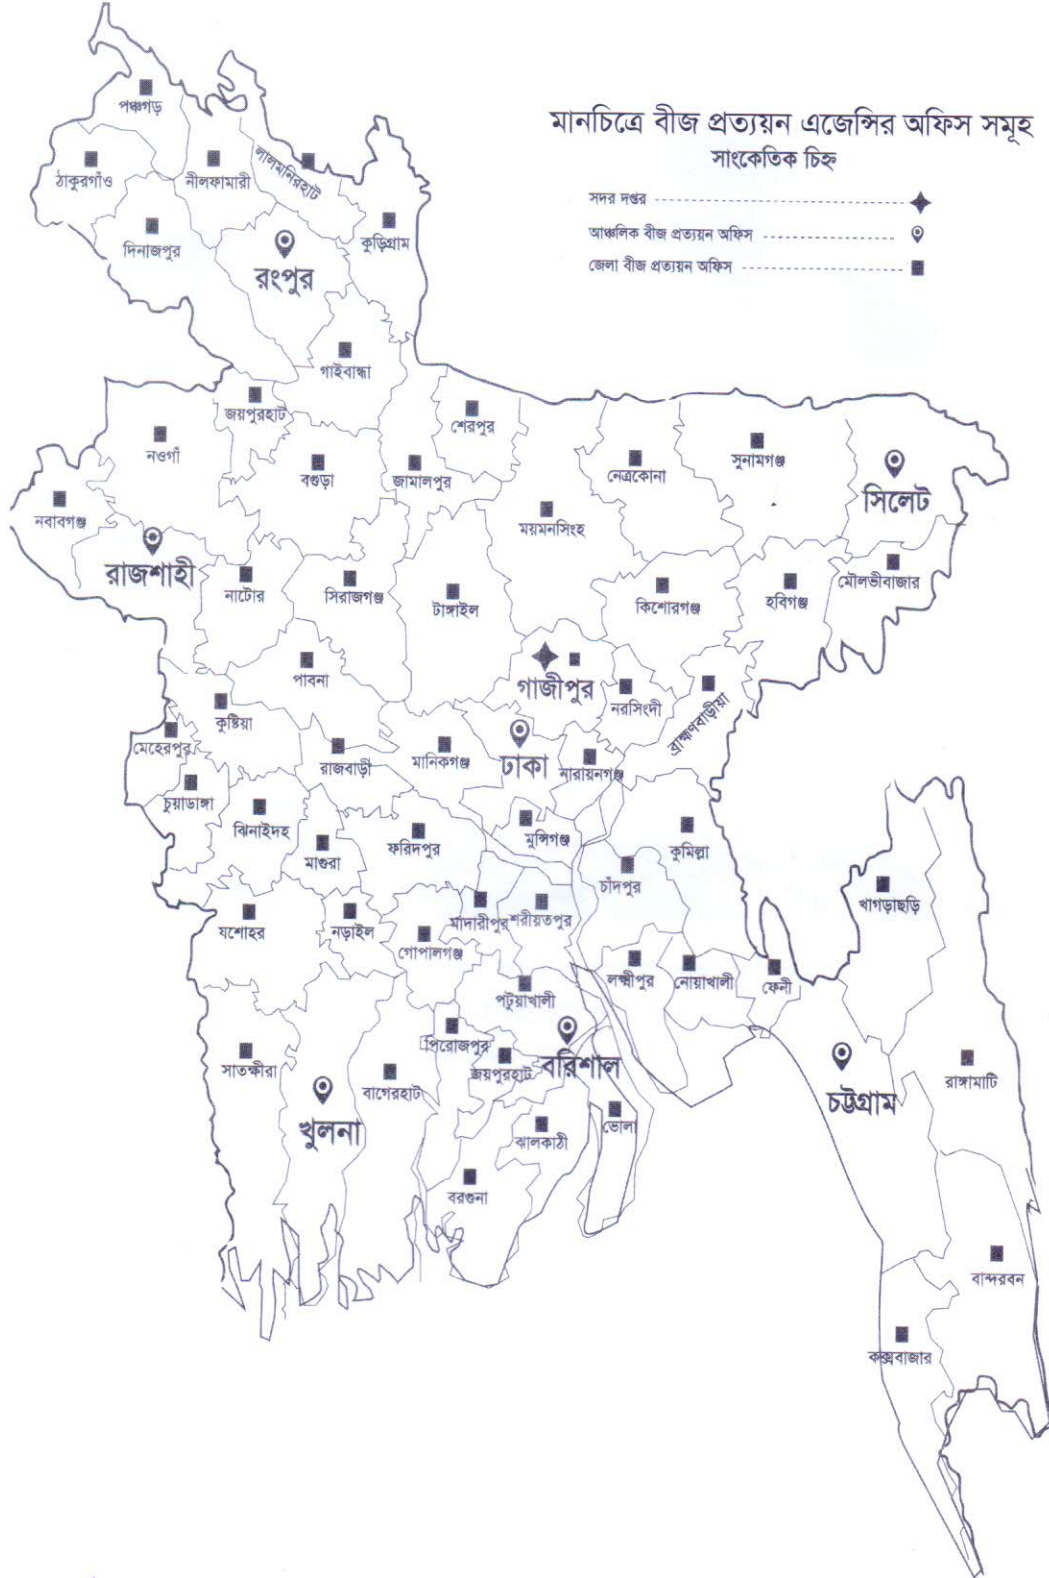 মানচিত্রে বীজ প্রত্যয়ন এজেন্সির অফিস সমূহ
সাংকেতিক চিহ্ন
সদর দপ্তর
আঞ্চলিক বীজ প্রত্যয়ন অফিস
জেলা বীজ প্রত্যয়ন অফিস
পঞ্চগড়
ঠাকুরগাঁও
নীলফামারী
লালমনিরহাট
দিনাজপুর
কুড়িগ্রাম
রংপুর
গাইবান্ধা
জয়পুরহাট
শেরপুর
নওগাঁ
বগুড়া
জামালপুর
নেত্রকোনা
সুনামগঞ্জ
সিলেট
নবাবগঞ্জ
ময়মনসিংহ
রাজশাহী
নাটোর
সিরাজগঞ্জ
টাঙ্গাইল
কিশোরগঞ্জ
হবিগঞ্জ
মৌলভীবাজার
পাবনা
গাজীপুর
নরসিংদী
ব্রাহ্মণবাড়ীয়া
কুষ্টিয়া
মেহেরপুর
রাজবাড়ী
মানিকগঞ্জ
ঢাকা
নারায়নগঞ্জ
চুয়াডাঙ্গা
ঝিনাইদহ
মাগুরা
ফরিদপুর
মুন্সিগঞ্জ
কুমিল্লা
চাঁদপুর
খাগড়াছড়ি
যশোহর
নড়াইল
মাদারীপুর
শরীয়তপুর
গোপালগঞ্জ
লক্ষ্মীপুর
নোয়াখালী
ফেনী
পটুয়াখালী
পিরোজপুর
সাতক্ষীরা
বাগেরহাট
জয়পুরহাট
বরিশাল
রাঙ্গামাটি
চট্টগ্রাম
খুলনা
ঝালকাঠী
ভোলা
বরগুনা
বান্দরবন
কক্সবাজার